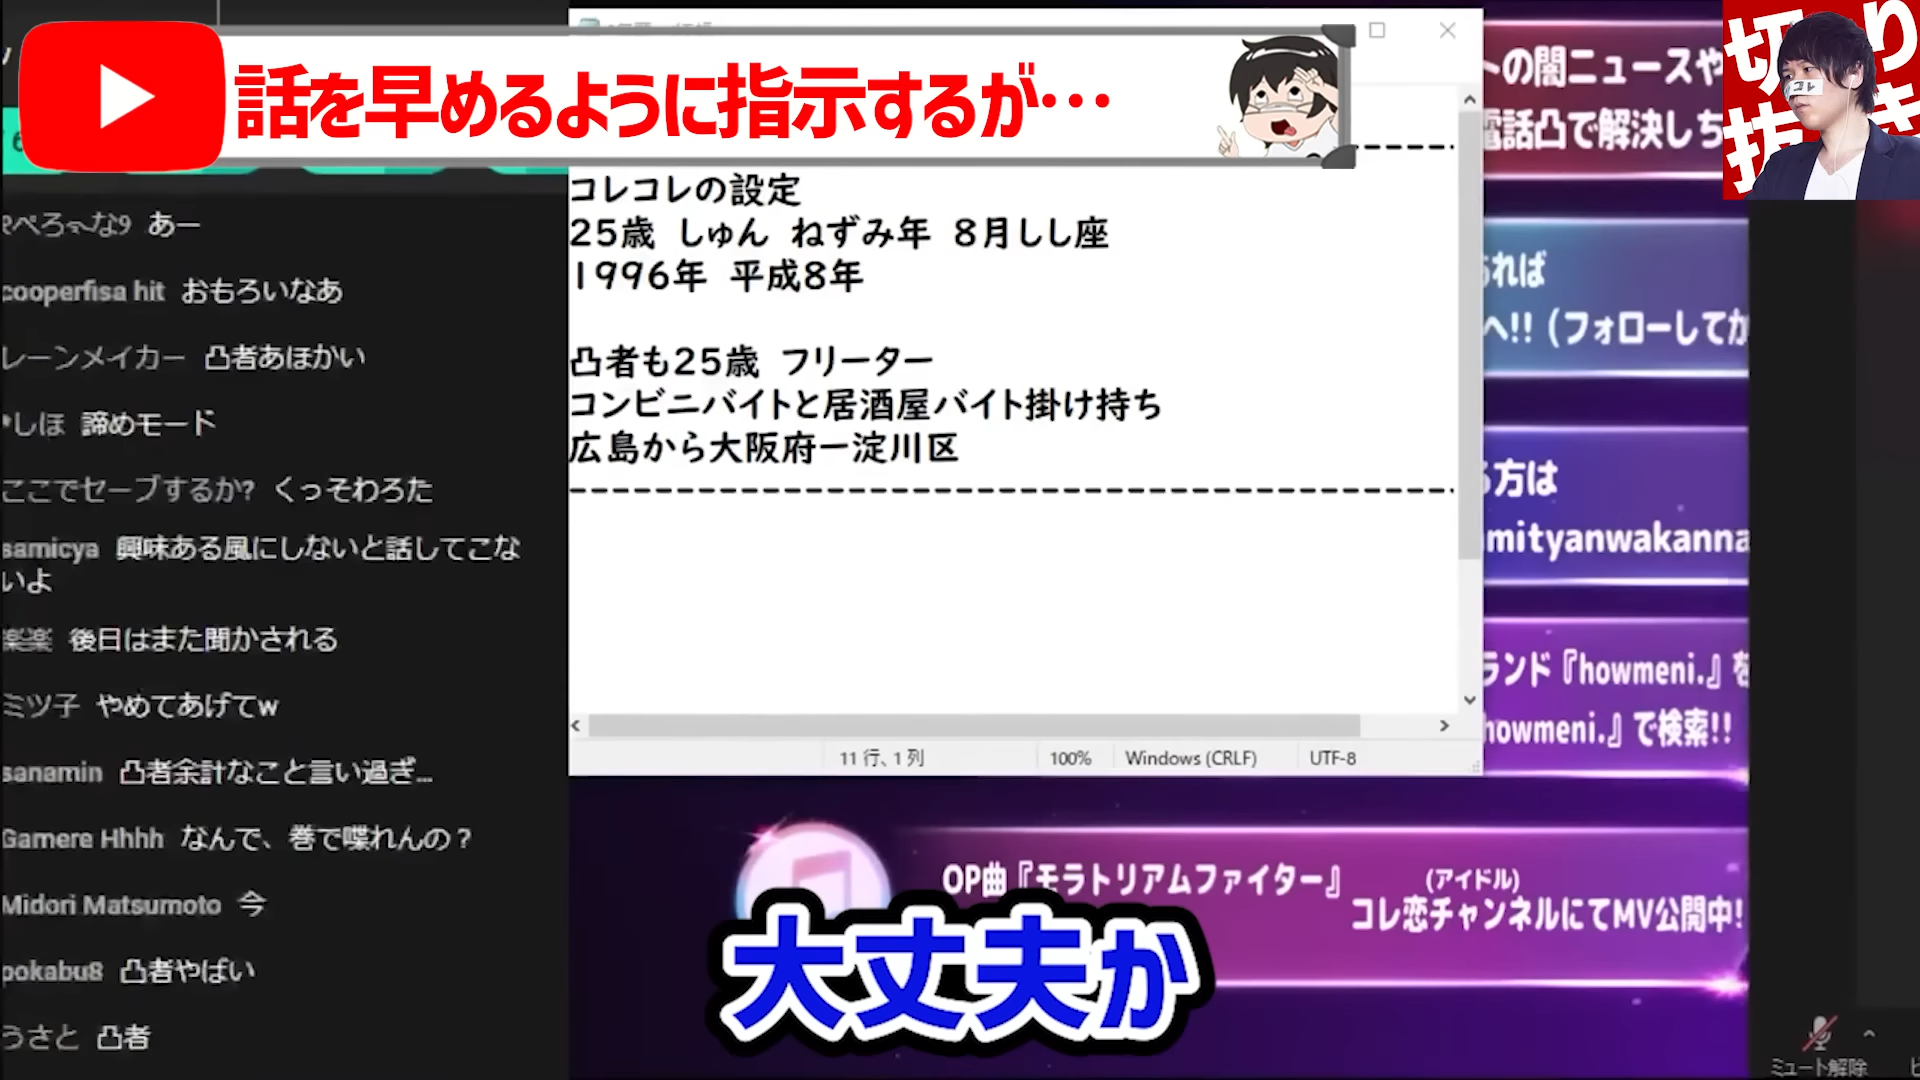 話を早めるように指示するが…
切り抜き
コレ
コレコレの設定
25歳 しゅん ねずみ年 8月しし座
1996年 平成8年
凸者も25歳 フリーター
コンビニバイトと居酒屋バイト掛け持ち
広島から大阪府ー淀川区
11 行、1 列
100%
Windows (CRLF)
UTF-8
べろ〜な9 あー
cooperfisa hit おもろいなあ
レーンメイカー 凸者あほかい
しほ 諦めモード
ここでセーブするか? くっそわろた
samicya 興味ある風にしないと話してこな
いよ
楽楽 後日はまた聞かされる
ミツ子 やめてあげてw
sanamin 凸者余計なこと言い過ぎ...
Gamere Hhhh なんで、巻で喋れんの？
Midori Matsumoto 今
pokabu8 凸者やばい
うさと 凸者
トの闇ニュースや
電話凸で解決しち
あれば
へ!! (フォローしてか
る方は
mityanwakanna
ランド『howmeni.』を
howmeni.』で検索!!
OP曲『モラトリアムファイター』
(アイドル)
コレ恋チャンネルにてMV公開中!
大丈夫か
ミュート解除